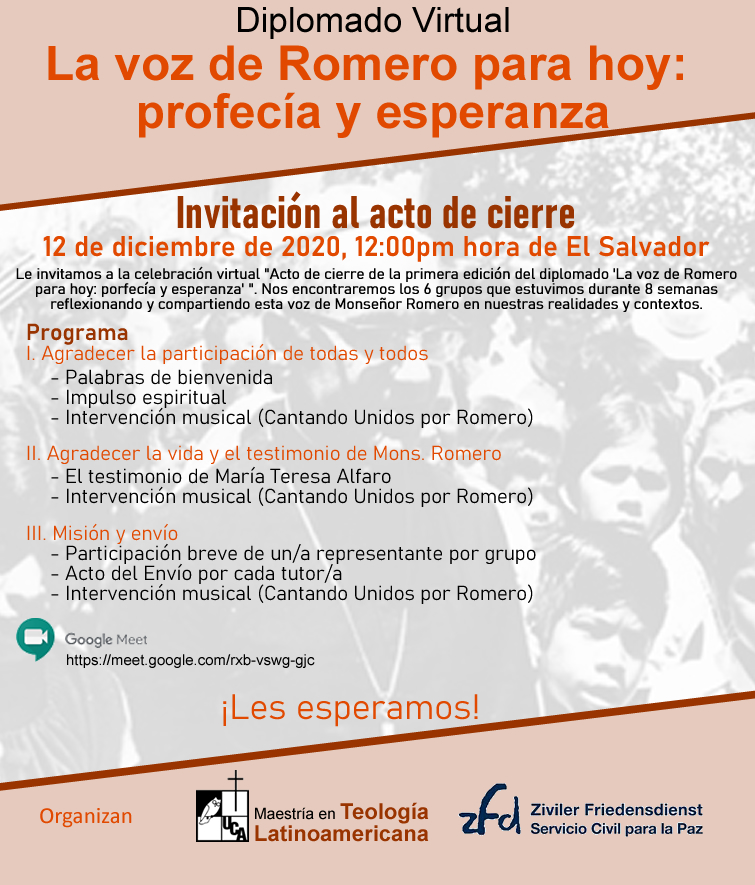 Diplomado Virtual
La voz de Romero para hoy:
profecía y esperanza
Invitación al acto de cierre
12 de diciembre de 2020, 12:00pm hora de El Salvador
Le invitamos a la celebración virtual "Acto de cierre de la primera edición del diplomado 'La voz de Romero
para hoy: porfecía y esperanza' ". Nos encontraremos los 6 grupos que estuvimos durante 8 semanas
reflexionando y compartiendo esta voz de Monseñor Romero en nuestras realidades y contextos.
Programa
I. Agradecer la participación de todas y todos
- Palabras de bienvenida
- Impulso espiritual
- Intervención musical (Cantando Unidos por Romero)
II. Agradecer la vida y el testimonio de Mons. Romero
- El testimonio de María Teresa Alfaro
- Intervención musical (Cantando Unidos por Romero)
III. Misión y envío
- Participación breve de un/a representante por grupo
- Acto del Envío por cada tutor/a
- Intervención musical (Cantando Unidos por Romero)
Google Meet
https://meet.google.com/rxb-vswg-gjc
¡Les esperamos!
Organizan
UCA
Maestría en Teología
Latinoamericana
zfd
Ziviler Friedensdienst
Servicio Civil para la Paz